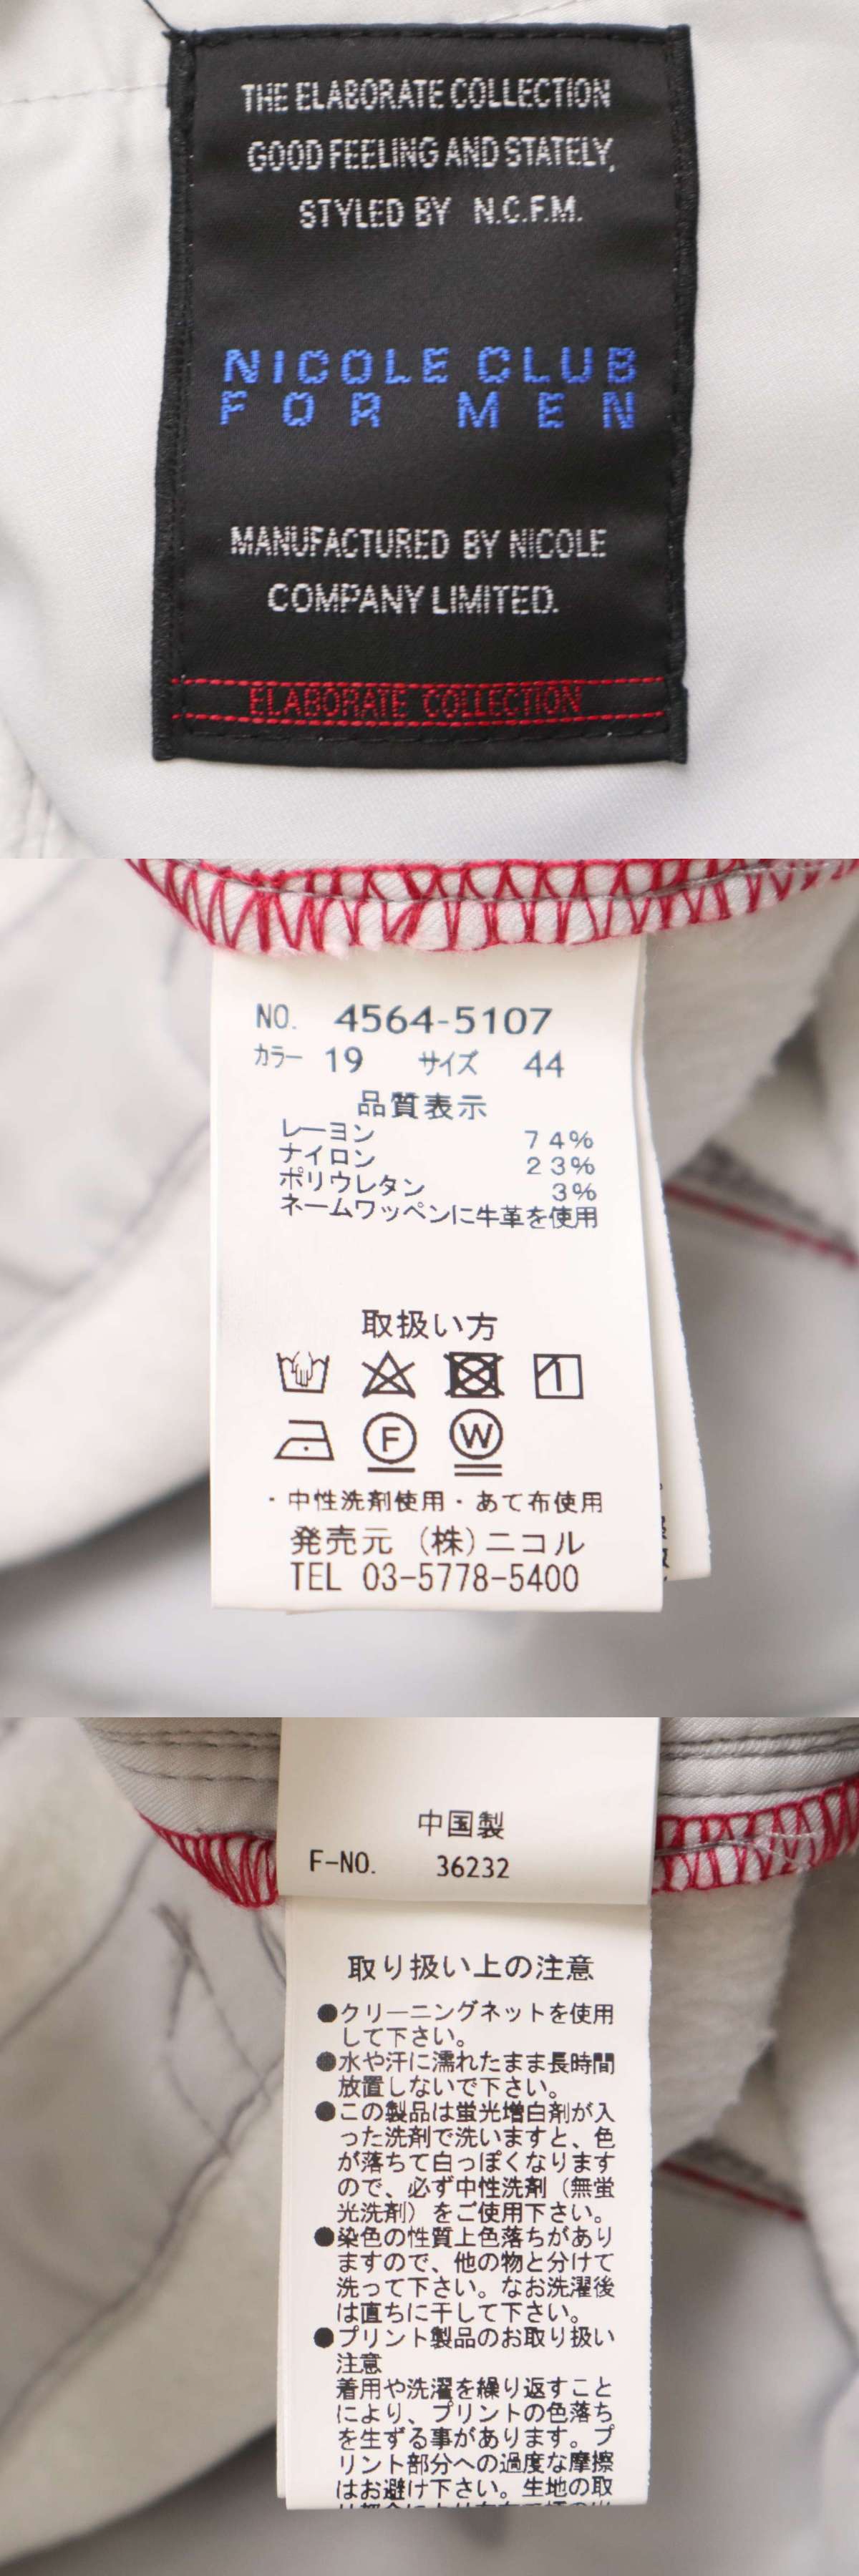 THE ELABORATE COLLECTION
GOOD FEELING AND STATELY,
STYLED BY N.C.F.M.
NICOLE CLUB
FOR MEN
MANUFACTURED BY NICOLE
COMPANY LIMITED.
ELABORATE COLLECTION
NO. 4564-5107
カラー 19 サイズ 44
品質表示
レーヨン 74%
ナイロン 23%
ポリウレタン 3%
ネームワッペンに牛革を使用
取扱い方
F W
・中性洗剤使用・あて布使用
発売元 (株)ニコル
TEL 03-5778-5400
中国製
F-NO. 36232
取り扱い上の注意
●クリーニングネットを使用
して下さい。
●水や汗に濡れたまま長時間
放置しないで下さい。
●この製品は蛍光増白剤が入
った洗剤で洗いますと、色
が落ちて白っぽくなります
ので、必ず中性洗剤（無蛍
光洗剤）をご使用下さい。
●染色の性質上色落ちがあり
ますので、他の物と分けて
洗って下さい。なお洗濯後
は直ちに干して下さい。
●プリント製品のお取り扱い
注意
着用や洗濯を繰り返すこと
により、プリントの色落ち
を生ずる事があります。プ
リント部分への過度な摩擦
はお避け下さい。生地の取